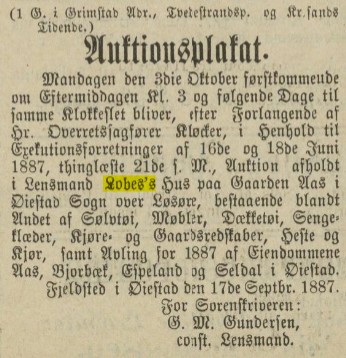 (1 G. i Grimstad Adr., Tvedestrandsp. og Kr.sands
Tidende.)
Auktionsplakat.
Mandagen den 3die Oktober førstkommende
om Eftermiddagen Kl. 3 og følgende Dage til
samme Klokkeslet bliver, efter Forlangende af
Hr. Overretssagfører Klocker, i Henhold til
Exekutionsforretninger af 16de og 18de Juni
1887, thinglæste 21de s. M., Auktion afholdt
i Lensmand Lobes's Hus paa Gaarden Aas i
Øiestad Sogn over Løsøre, bestaaende blandt
Andet af Sølvtøi, Møbler, Dækketøi, Senge-
klæder, Kjøre- og Gaardsredskaber, Heste og
Kjør, samt Avling for 1887 af Eiendommene
Aas, Bjorbæk, Espeland og Seldal i Øiestad.
Fjeldsted i Øiestad den 17de Septbr. 1887.
For Sorenskriveren:
G. M. Gundersen,
const. Lensmand.